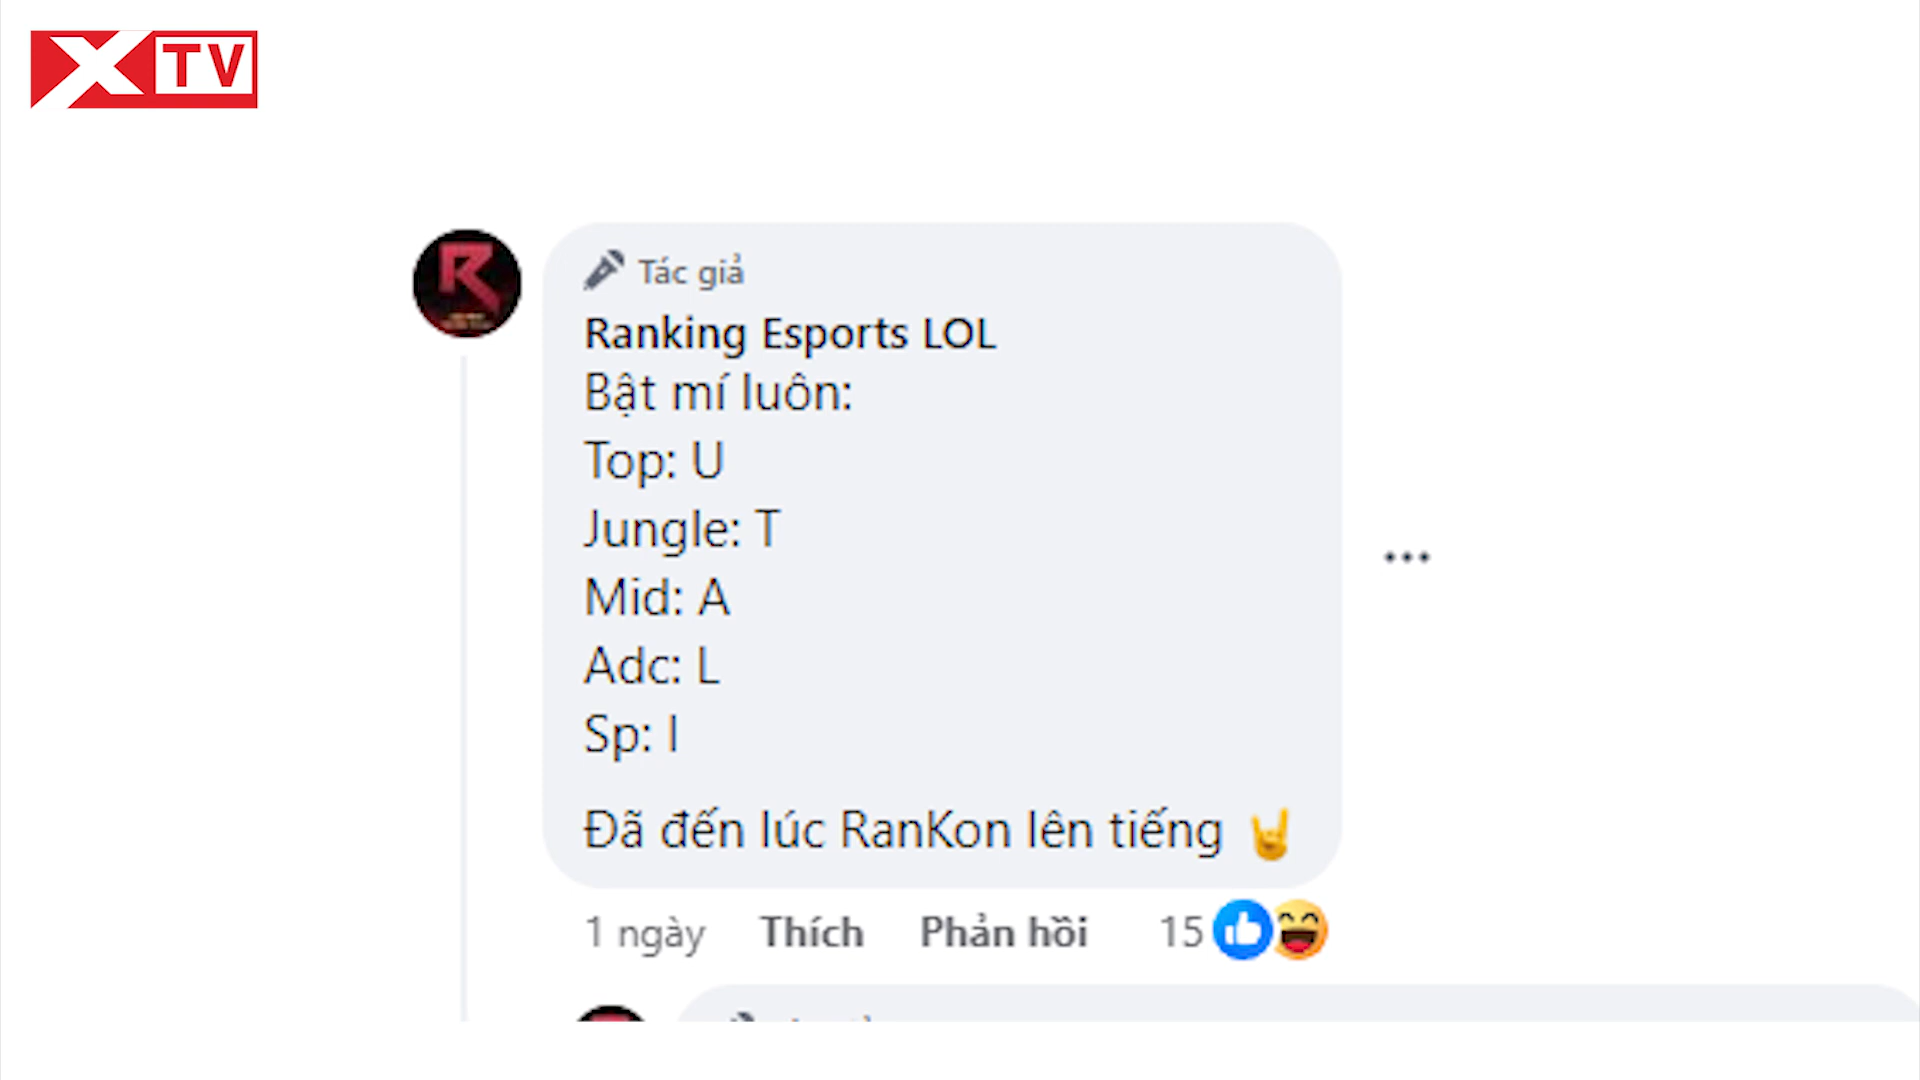 XTV
Tác giả
Ranking Esports LOL
Bật mí luôn:
Top: U
Jungle: T
Mid: A
Adc: L
Sp: I
Đã đến lúc RanKon lên tiếng 🤘
1 ngày Thích Phản hồi 15